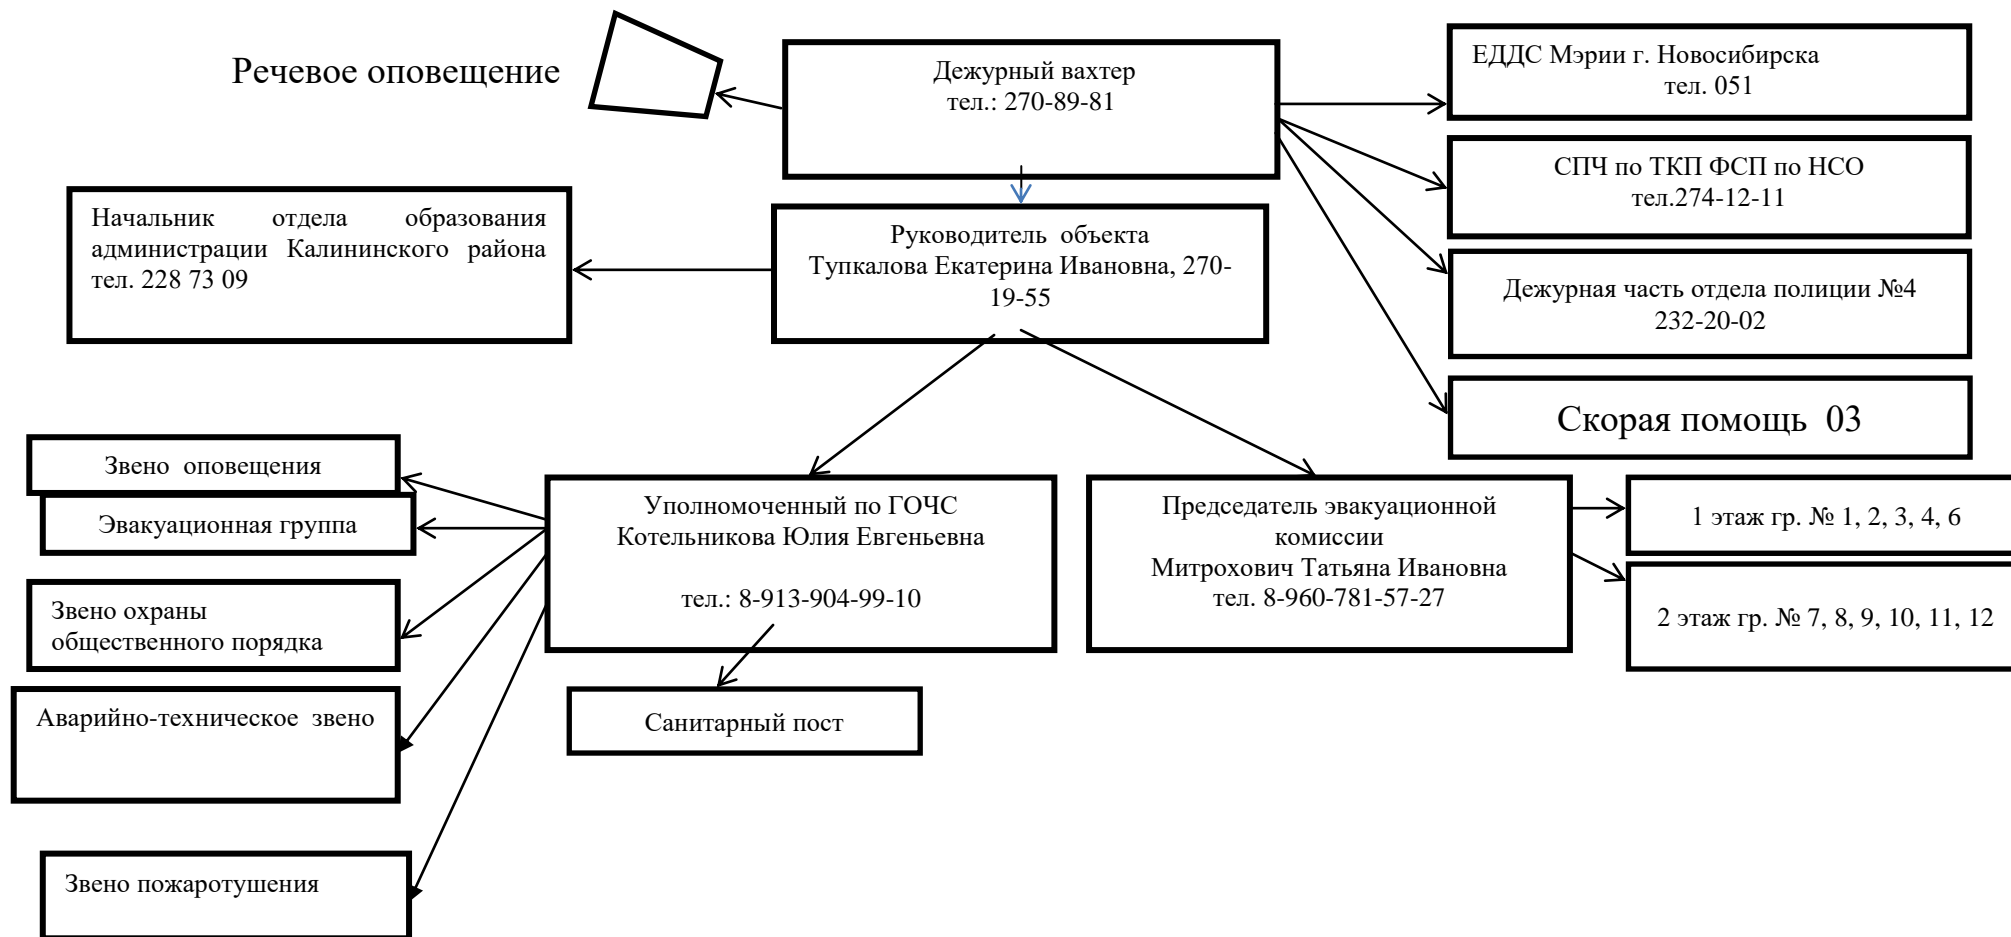 Речевое оповещение
Дежурный вахтер
тел.: 270-89-81
ЕДДС Мэрии г. Новосибирска
тел. 051
СПЧ по ТКП ФСП по НСО
тел.274-12-11
Начальник отдела образования
администрации Калининского района
тел. 228 73 09
Руководитель объекта
Тупкалова Екатерина Ивановна, 270-
19-55
Дежурная часть отдела полиции №4
232-20-02
Скорая помощь 03
Звено оповещения
Эвакуационная группа
Звено охраны
общественного порядка
Аварийно-техническое звено
Звено пожаротушения
Уполномоченный по ГОЧС
Котельникова Юлия Евгеньевна
тел.: 8-913-904-99-10
Санитарный пост
Председатель эвакуационной
комиссии
Митрохович Татьяна Ивановна
тел. 8-960-781-57-27
1 этаж гр. № 1, 2, 3, 4, 6
2 этаж гр. № 7, 8, 9, 10, 11, 12